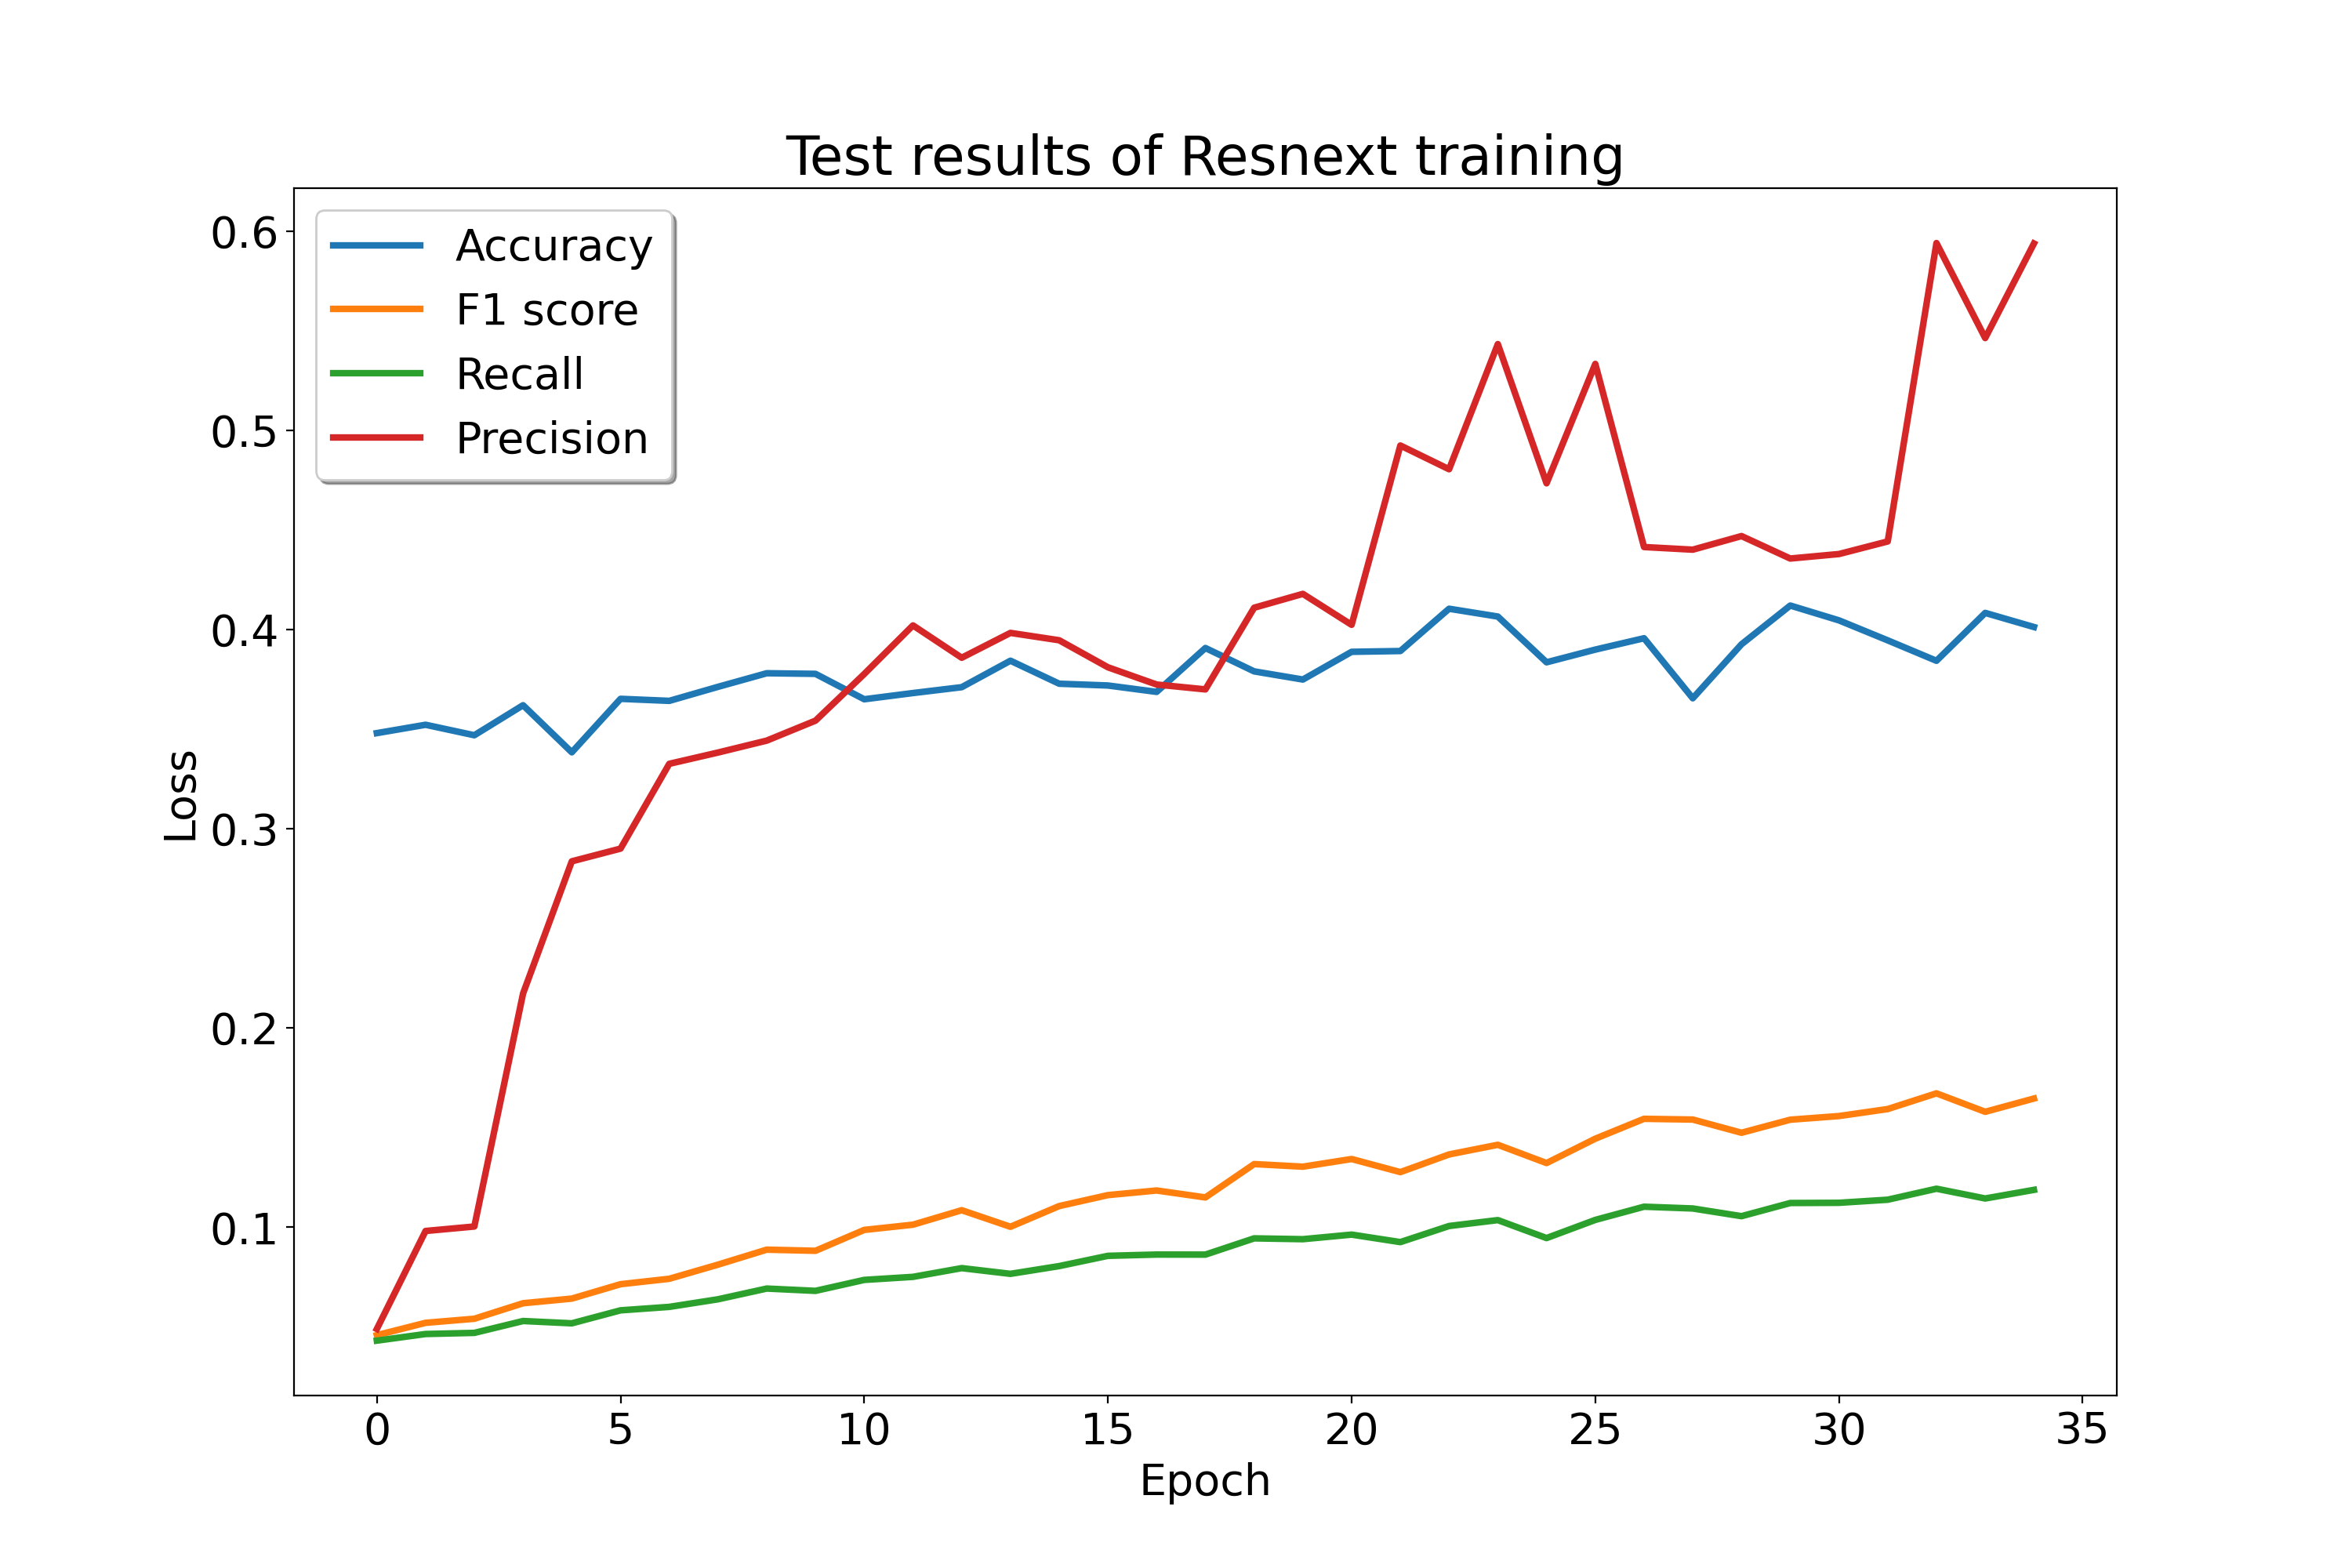 Test results of Resnext training
Accuracy
F1 score
Recall
Precision
Loss
0.6
0.5
0.4
0.3
0.2
0.1
0 5 10 15 20 25 30 35
Epoch